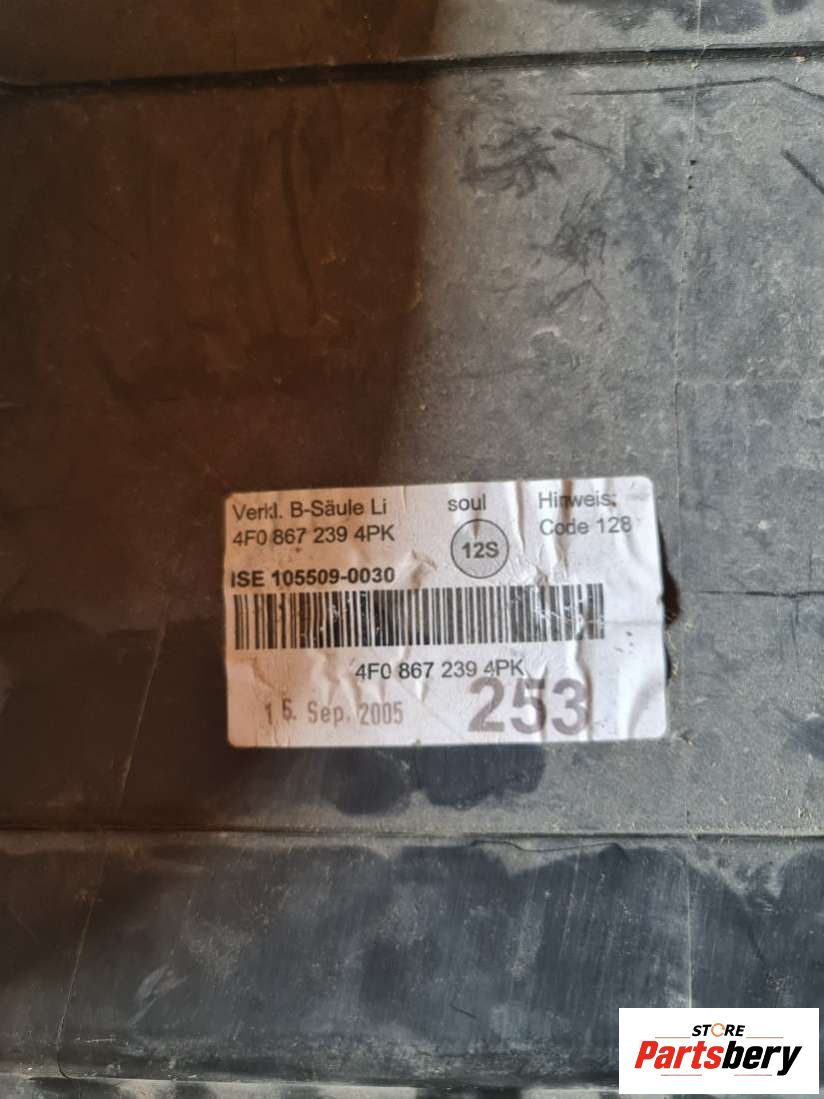 Verkl. B-Säule Li soul Hinweis:
4F0 867 239 4PK 12S Code 128
ISE 105509-0030
4F0 867 239 4PK
Sep. 2005 253
STORE
Partsbery